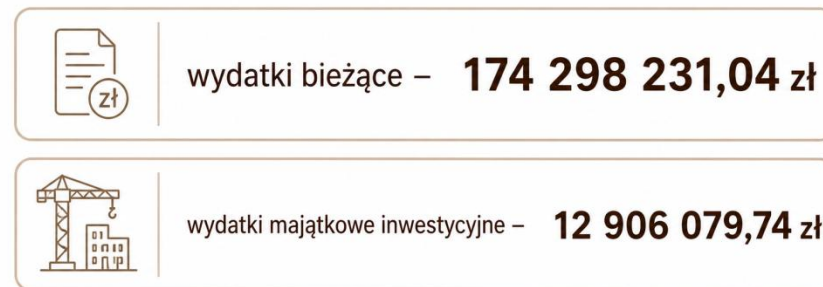 zł
wydatki bieżące – 174 298 231,04 zł
wydatki majątkowe inwestycyjne – 12 906 079,74 zł